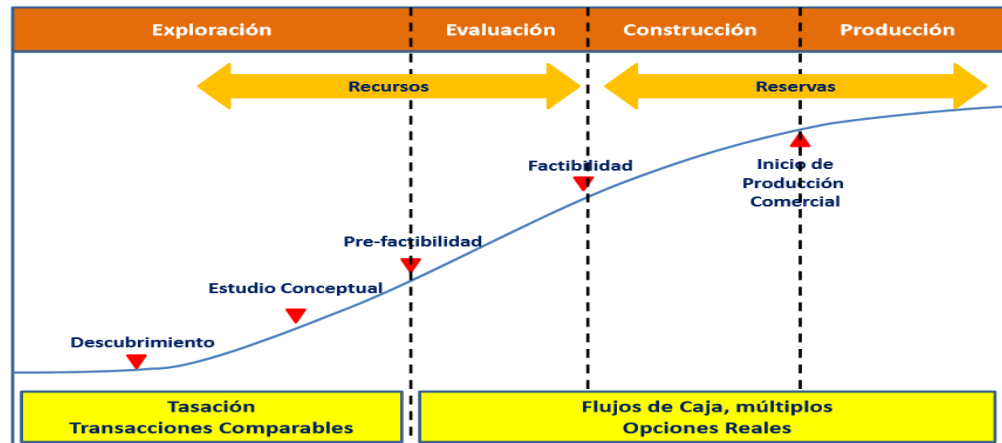 Exploración
Evaluación
Construcción
Producción
Recursos
Reservas
Factibilidad
Inicio de
Producción
Comercial
Pre-factibilidad
Estudio Conceptual
Descubrimiento
Tasación
Transacciones Comparables
Flujos de Caja, múltiplos
Opciones Reales